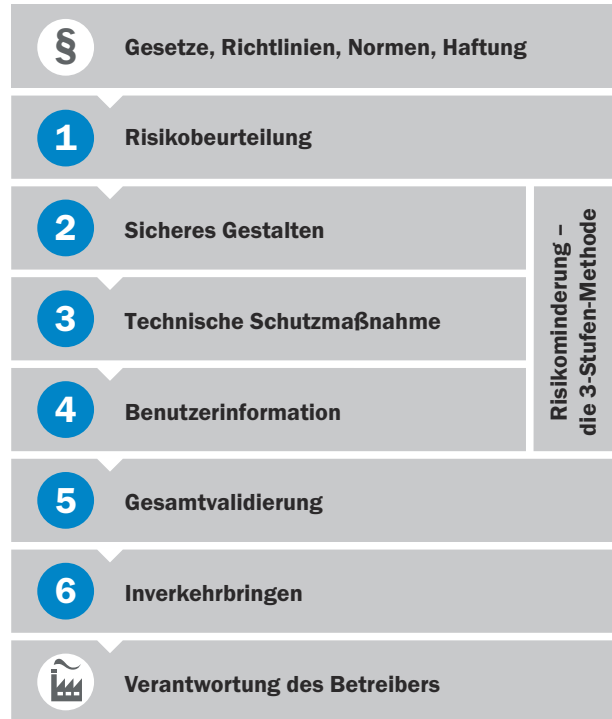 §
Gesetze, Richtlinien, Normen, Haftung
1
Risikobeurteilung
2
Sicheres Gestalten
3
Technische Schutzmaßnahme
4
Benutzerinformation
Risikominderung –
die 3-Stufen-Methode
5
Gesamtvalidierung
6
Inverkehrbringen
Verantwortung des Betreibers